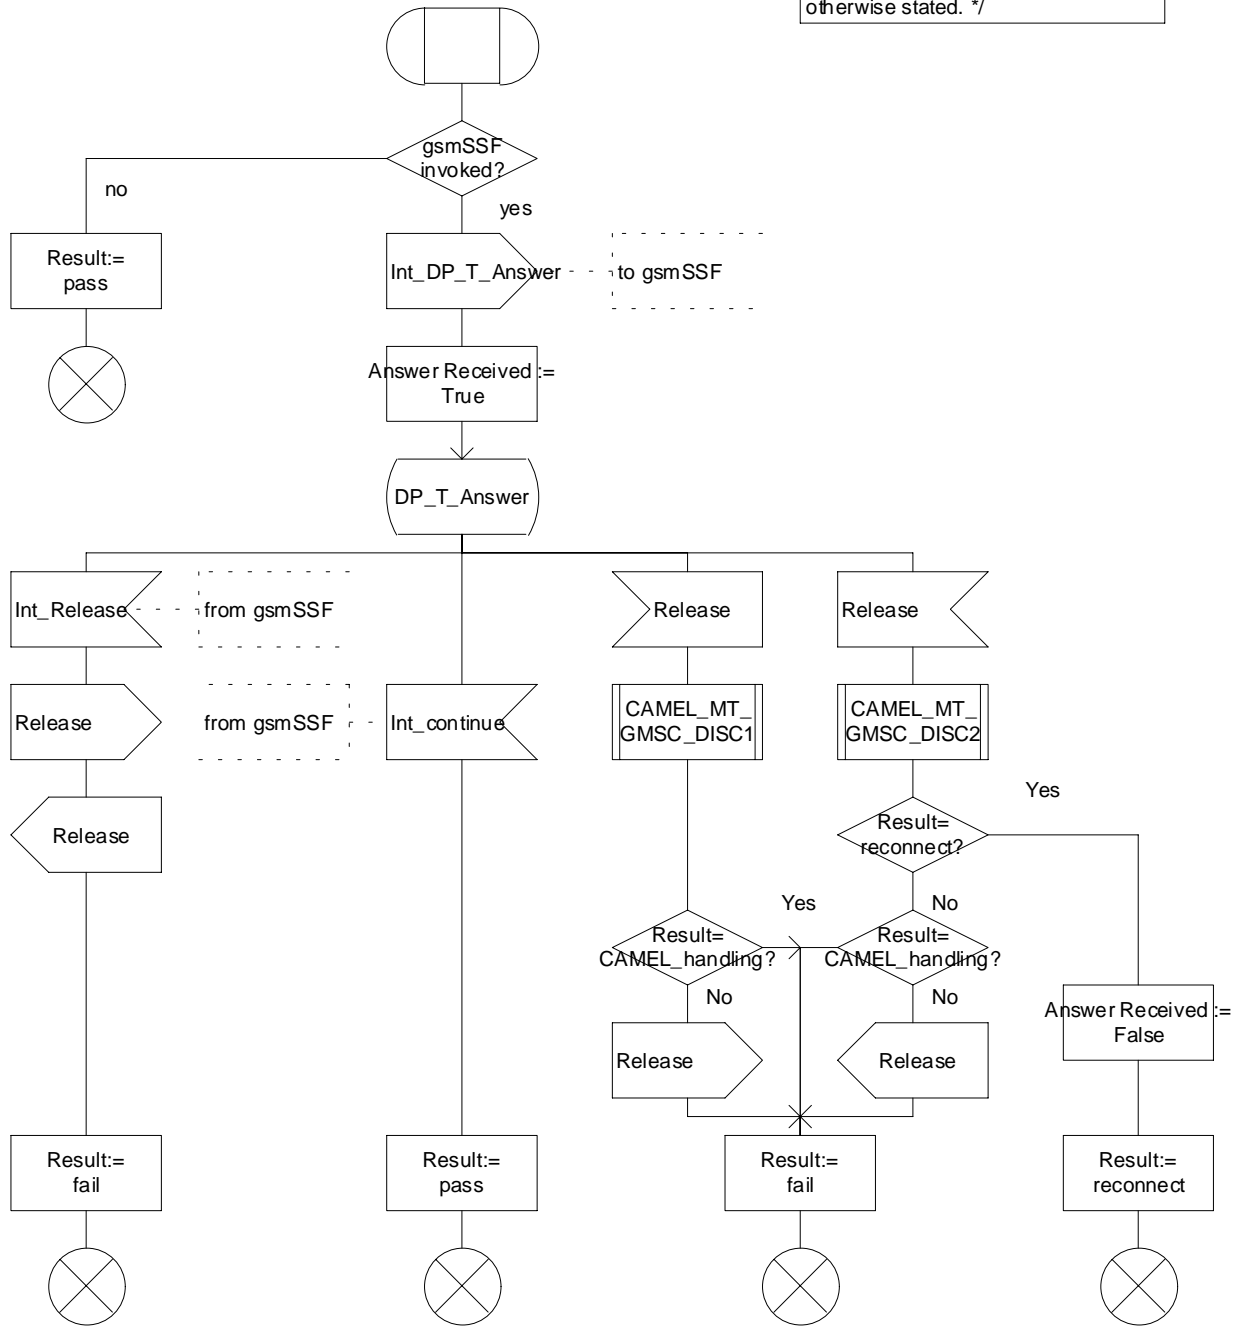 otherwise stated. */
gsmSSF
invoked?
no
yes
Result:=
pass
Int_DP_T_Answer
to gsmSSF
Answer Received :=
True
DP_T_Answer
Int_Release
from gsmSSF
Release
Release
Release
from gsmSSF
Int_continue
CAMEL_MT_
GMSC_DISC1
CAMEL_MT_
GMSC_DISC2
Yes
Release
Result=
reconnect?
Yes
No
Result=
CAMEL_handling?
Result=
CAMEL_handling?
No
No
Answer Received :=
False
Release
Release
Result:=
fail
Result:=
pass
Result:=
fail
Result:=
reconnect